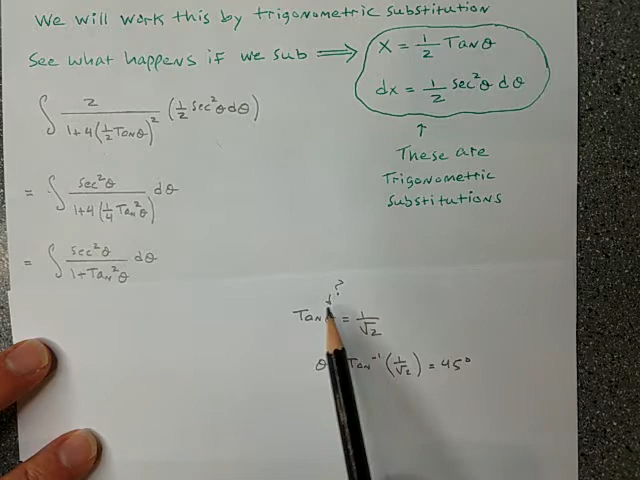 We will work this by trigonometric substitution
See what happens if we sub ⟹
x = 1/2 Tanθ
dx = 1/2 sec²θ dθ
↑
These are
Trigonometric
Substitutions
∫ 2/(1+4(1/2 Tanθ)²) (1/2 sec²θ dθ)
= ∫ sec²θ/(1+4(1/4 Tan²θ)) dθ
= ∫ sec²θ/(1+Tan²θ) dθ
?
↓
Tan = 1/√2
θ Tan⁻¹(1/√2) = 45°